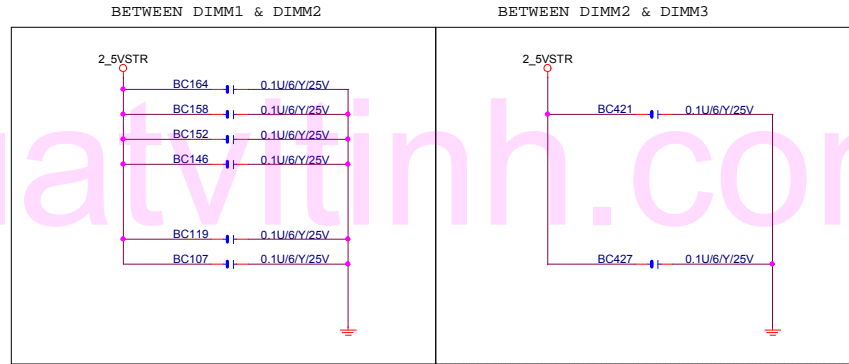 BETWEEN DIMM1 & DIMM2
2_5VSTR
BC164 0.1U/6/Y/25V
BC158 0.1U/6/Y/25V
BC152 0.1U/6/Y/25V
BC146 0.1U/6/Y/25V
BC119 0.1U/6/Y/25V
BC107 0.1U/6/Y/25V
BETWEEN DIMM2 & DIMM3
2_5VSTR
BC421 0.1U/6/Y/25V
BC427 0.1U/6/Y/25V
uatvitinh.com